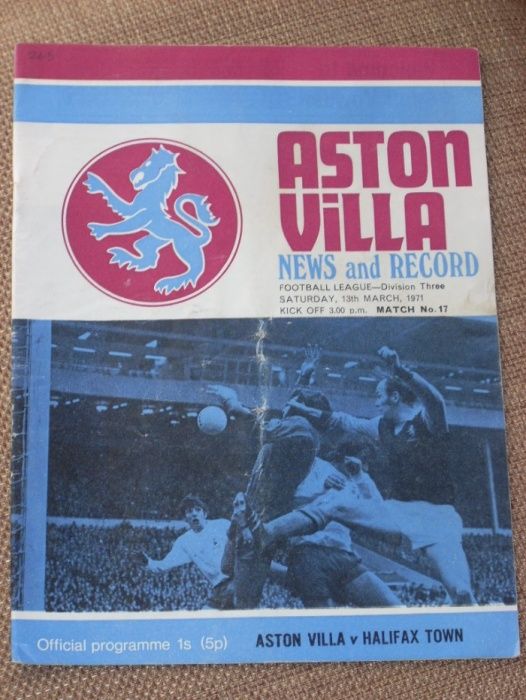 265
ASTON
VILLA
NEWS and RECORD
FOOTBALL LEAGUE—Division Three
SATURDAY, 13th MARCH, 1971
KICK OFF 3.00 p.m. MATCH No. 17
Official programme 1s (5p) ASTON VILLA v HALIFAX TOWN